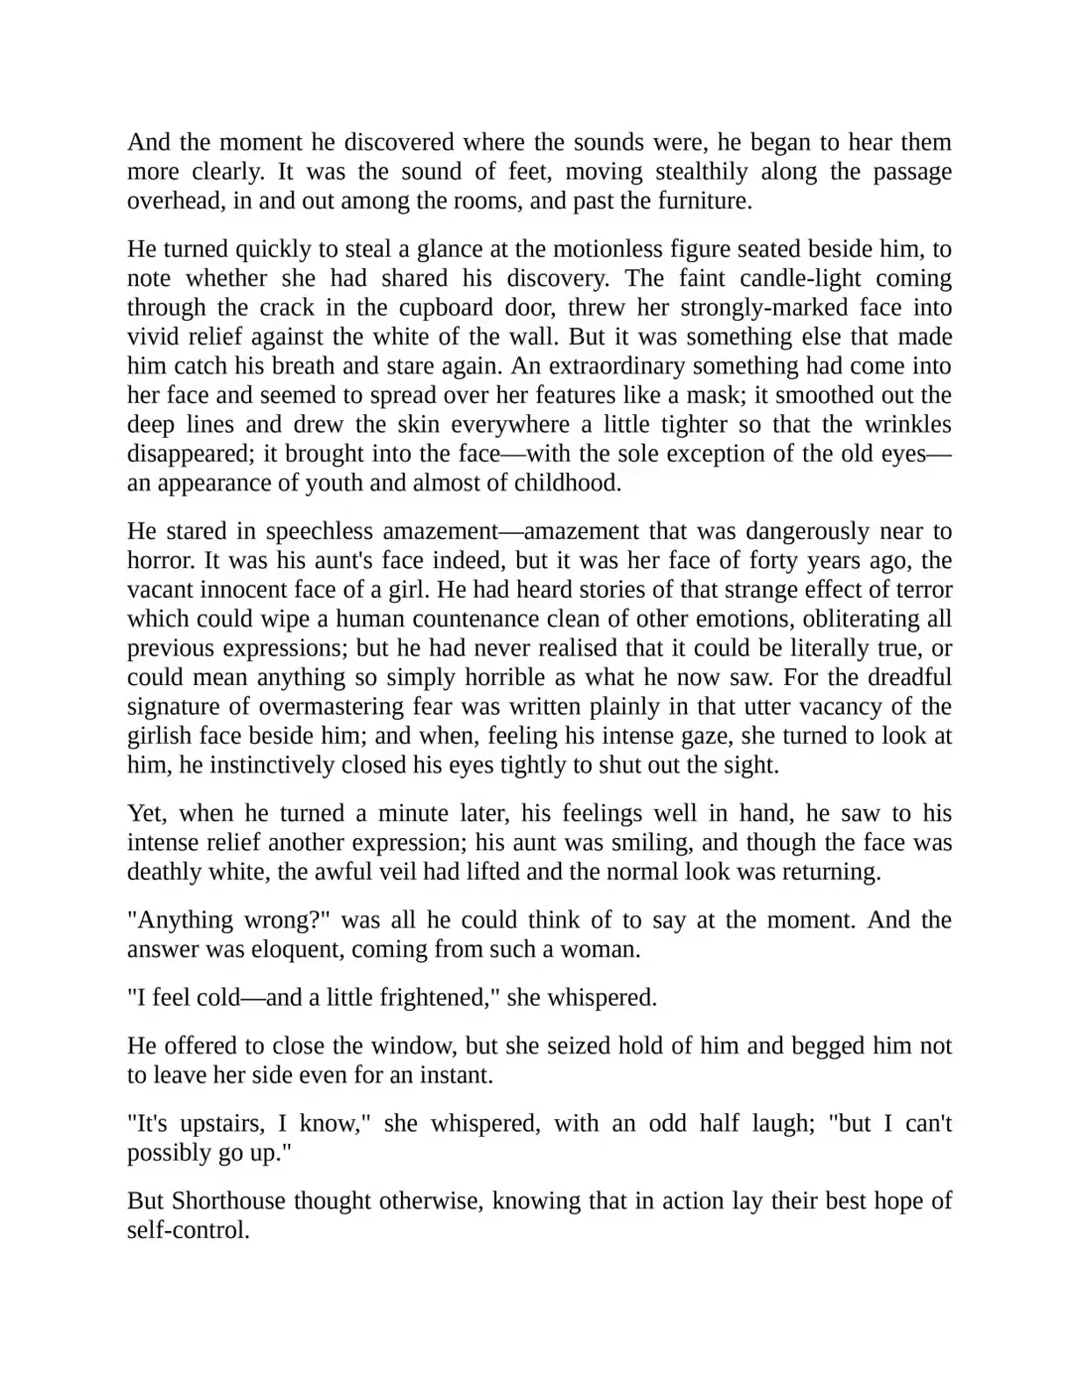 And the moment he discovered where the sounds were, he began to hear them
more clearly. It was the sound of feet, moving stealthily along the passage
overhead, in and out among the rooms, and past the furniture.
He turned quickly to steal a glance at the motionless figure seated beside him, to
note whether she had shared his discovery. The faint candle-light coming
through the crack in the cupboard door, threw her strongly-marked face into
vivid relief against the white of the wall. But it was something else that made
him catch his breath and stare again. An extraordinary something had come into
her face and seemed to spread over her features like a mask; it smoothed out the
deep lines and drew the skin everywhere a little tighter so that the wrinkles
disappeared; it brought into the face—with the sole exception of the old eyes—
an appearance of youth and almost of childhood.
He stared in speechless amazement—amazement that was dangerously near to
horror. It was his aunt's face indeed, but it was her face of forty years ago, the
vacant innocent face of a girl. He had heard stories of that strange effect of terror
which could wipe a human countenance clean of other emotions, obliterating all
previous expressions; but he had never realised that it could be literally true, or
could mean anything so simply horrible as what he now saw. For the dreadful
signature of overmastering fear was written plainly in that utter vacancy of the
girlish face beside him; and when, feeling his intense gaze, she turned to look at
him, he instinctively closed his eyes tightly to shut out the sight.
Yet, when he turned a minute later, his feelings well in hand, he saw to his
intense relief another expression; his aunt was smiling, and though the face was
deathly white, the awful veil had lifted and the normal look was returning.
"Anything wrong?" was all he could think of to say at the moment. And the
answer was eloquent, coming from such a woman.
"I feel cold—and a little frightened," she whispered.
He offered to close the window, but she seized hold of him and begged him not
to leave her side even for an instant.
"It's upstairs, I know," she whispered, with an odd half laugh; "but I can't
possibly go up."
But Shorthouse thought otherwise, knowing that in action lay their best hope of
self-control.